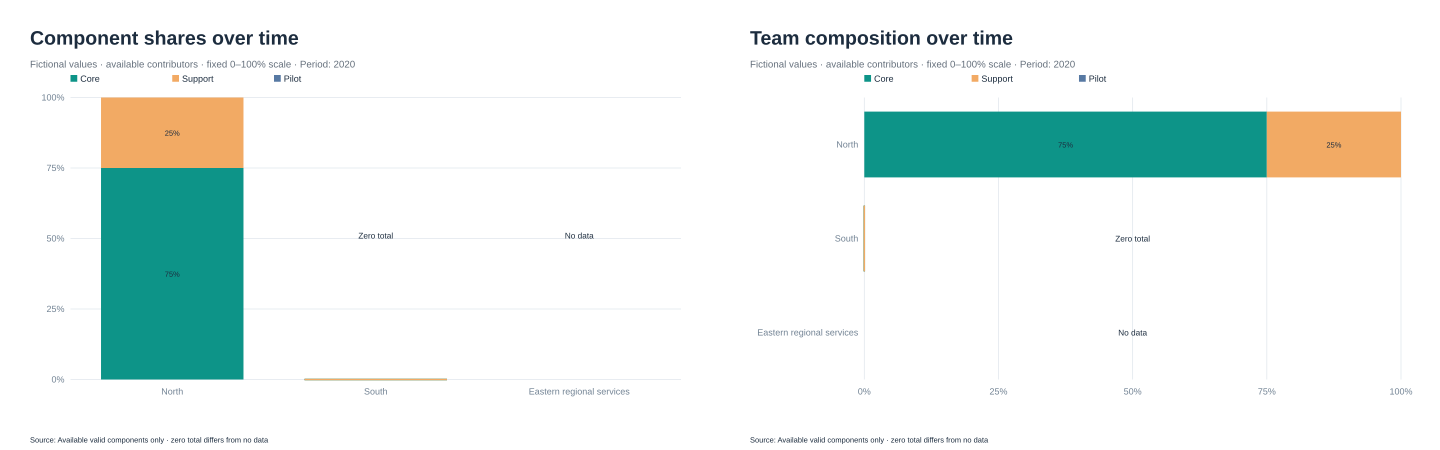 Component shares over time
Fictional values · available contributors · fixed 0–100% scale · Period: 2020
Core Support Pilot
100%
25%
75%
Zero total No data
50%
75%
25%
0%
North South Eastern regional services
Source: Available valid components only · zero total differs from no data
Team composition over time
Fictional values · available contributors · fixed 0–100% scale · Period: 2020
Core Support Pilot
North 75% 25%
South Zero total
Eastern regional services No data
0% 25% 50% 75% 100%
Source: Available valid components only · zero total differs from no data